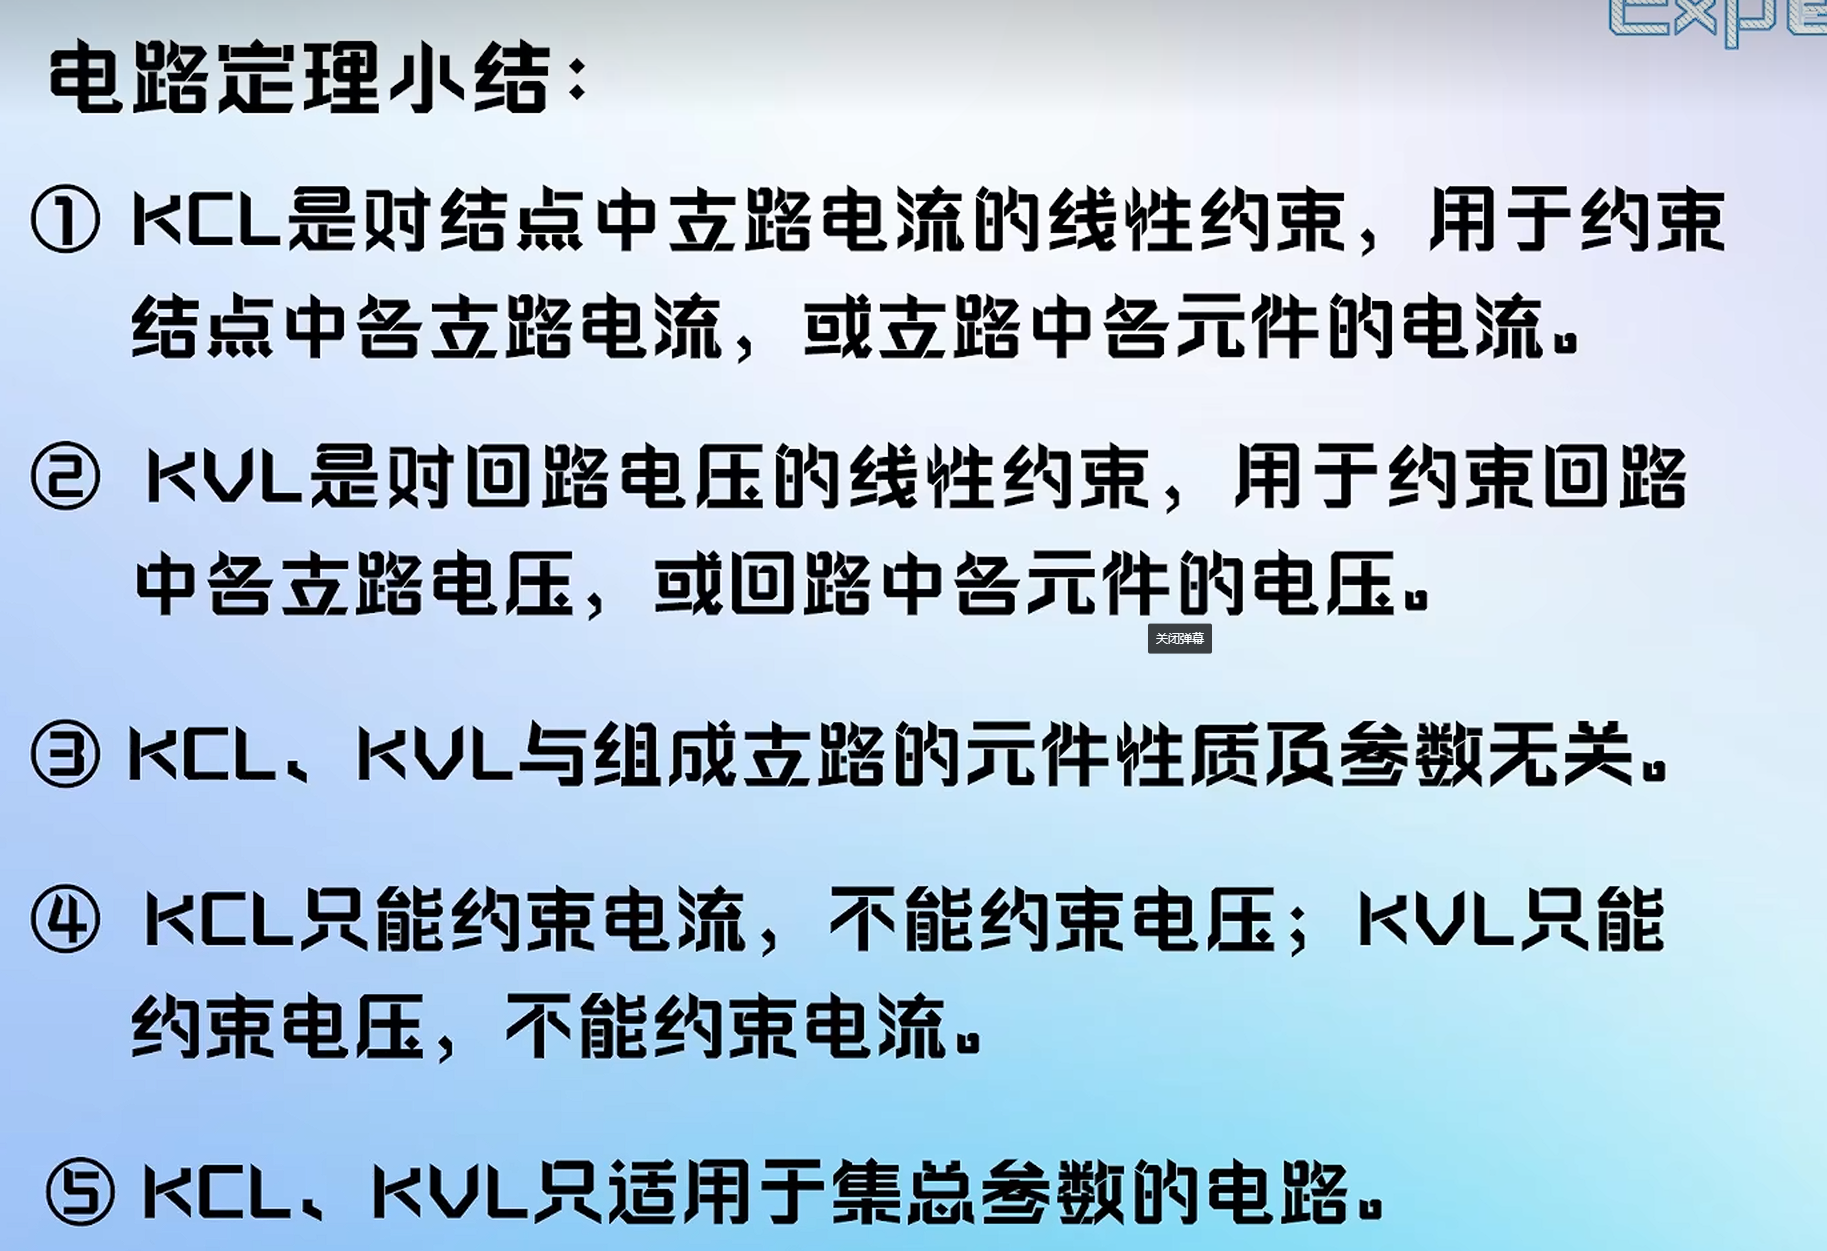 电路定理小结：
① KCL是对结点中支路电流的线性约束，用于约束
结点中各支路电流，或支路中各元件的电流。
② KVL是对回路电压的线性约束，用于约束回路
中各支路电压，或回路中各元件的电压。
关闭弹幕
③ KCL、KVL与组成支路的元件性质及参数无关。
④ KCL只能约束电流，不能约束电压；KVL只能
约束电压，不能约束电流。
⑤ KCL、KVL只适用于集总参数的电路。